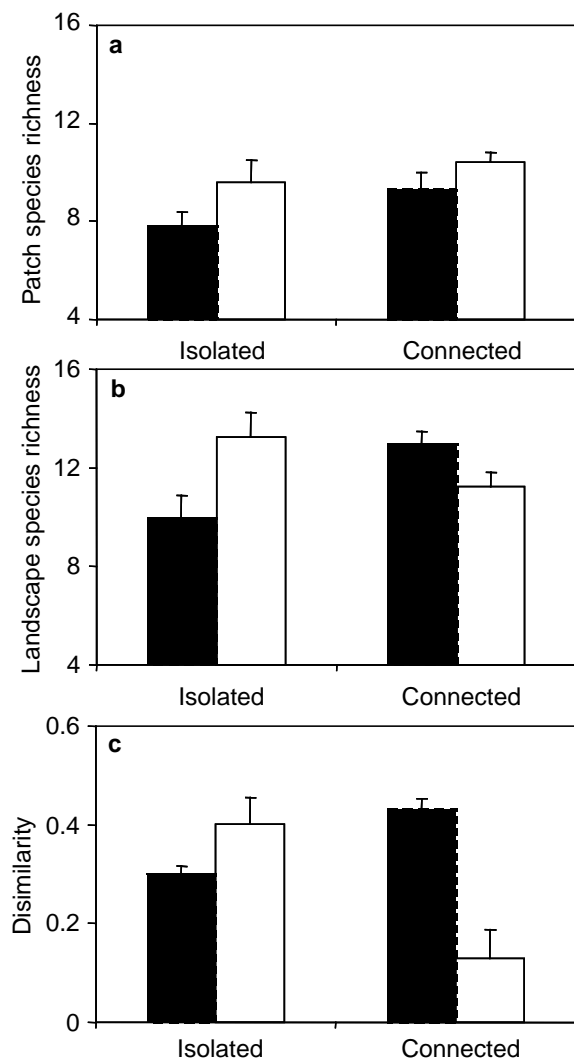 16
a
12
8
4
Patch species richness
Isolated Connected
16
b
12
8
4
Landscape species richness
Isolated Connected
0.6
c
0.4
0.2
0
Disimilarity
Isolated Connected